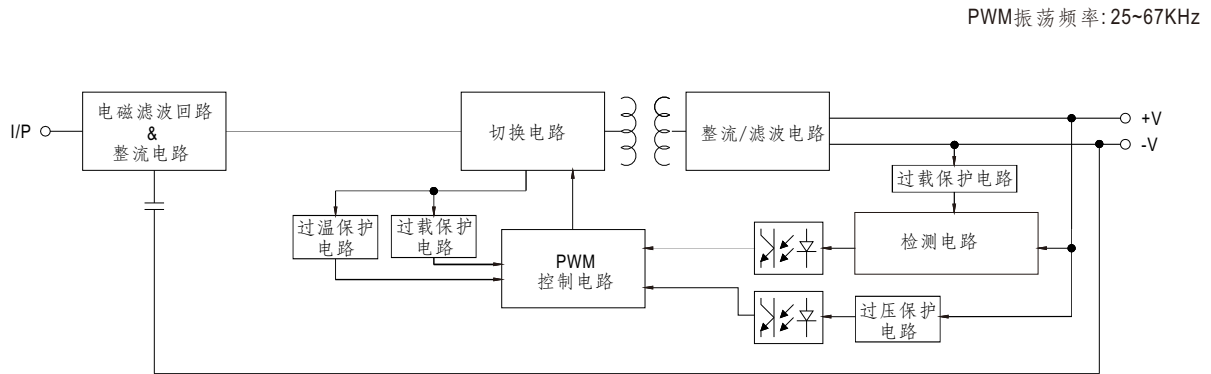 PWM振荡频率: 25~67KHz
I/P
电磁滤波回路
&
整流电路
切换电路
整流/滤波电路
+V
-V
过载保护电路
过温保护
电路
过载保护
电路
PWM
控制电路
检测电路
过压保护
电路